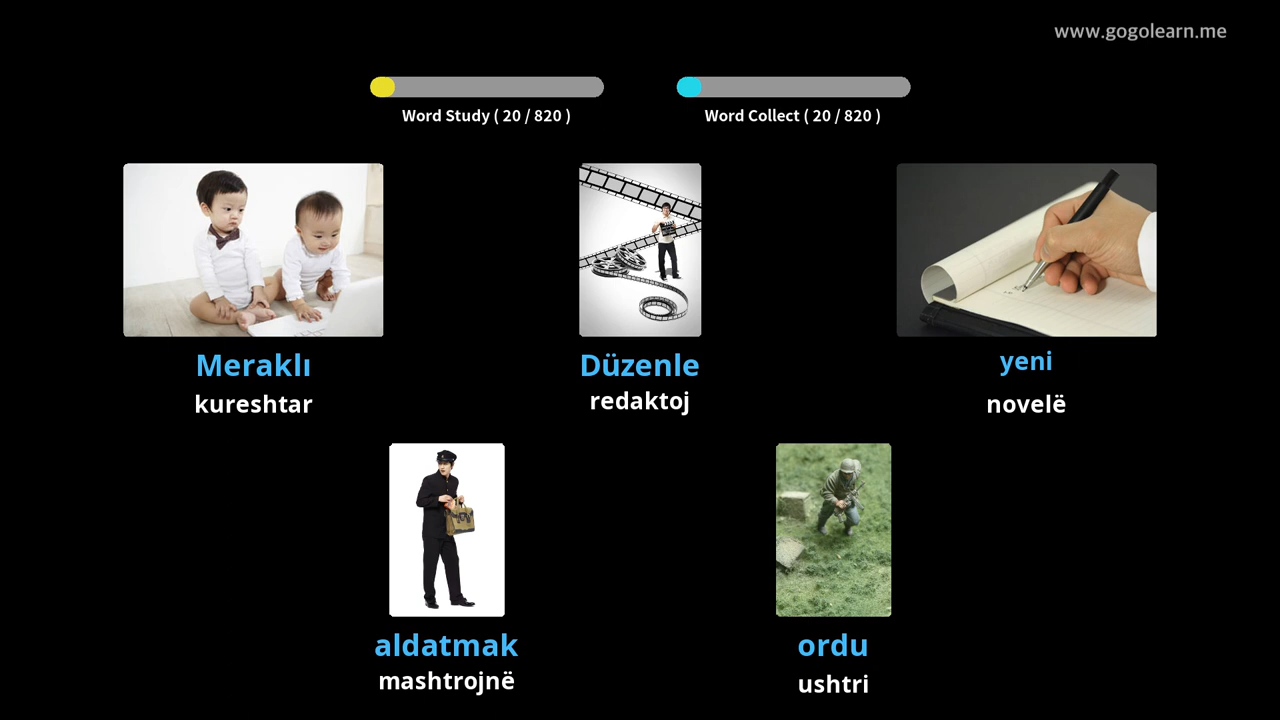 www.gogolearn.me
Word Study ( 20 / 820 )
Word Collect ( 20 / 820 )
Meraklı
kureshtar
Düzenle
redaktoj
yeni
novelë
aldatmak
mashtrojnë
ordu
ushtri